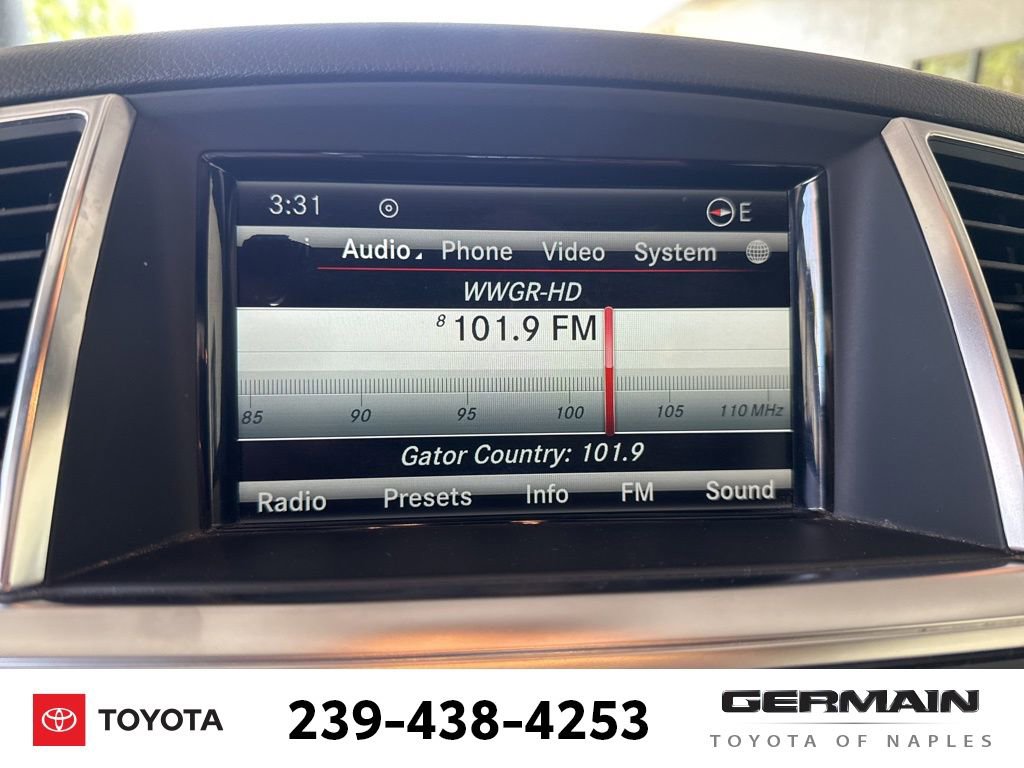 3:31 E
Audio Phone Video System
WWGR-HD
8 101.9 FM
85 90 95 100 105 110 MHz
Gator Country: 101.9
Radio Presets Info FM Sound
TOYOTA 239-438-4253 GERMAIN
TOYOTA OF NAPLES